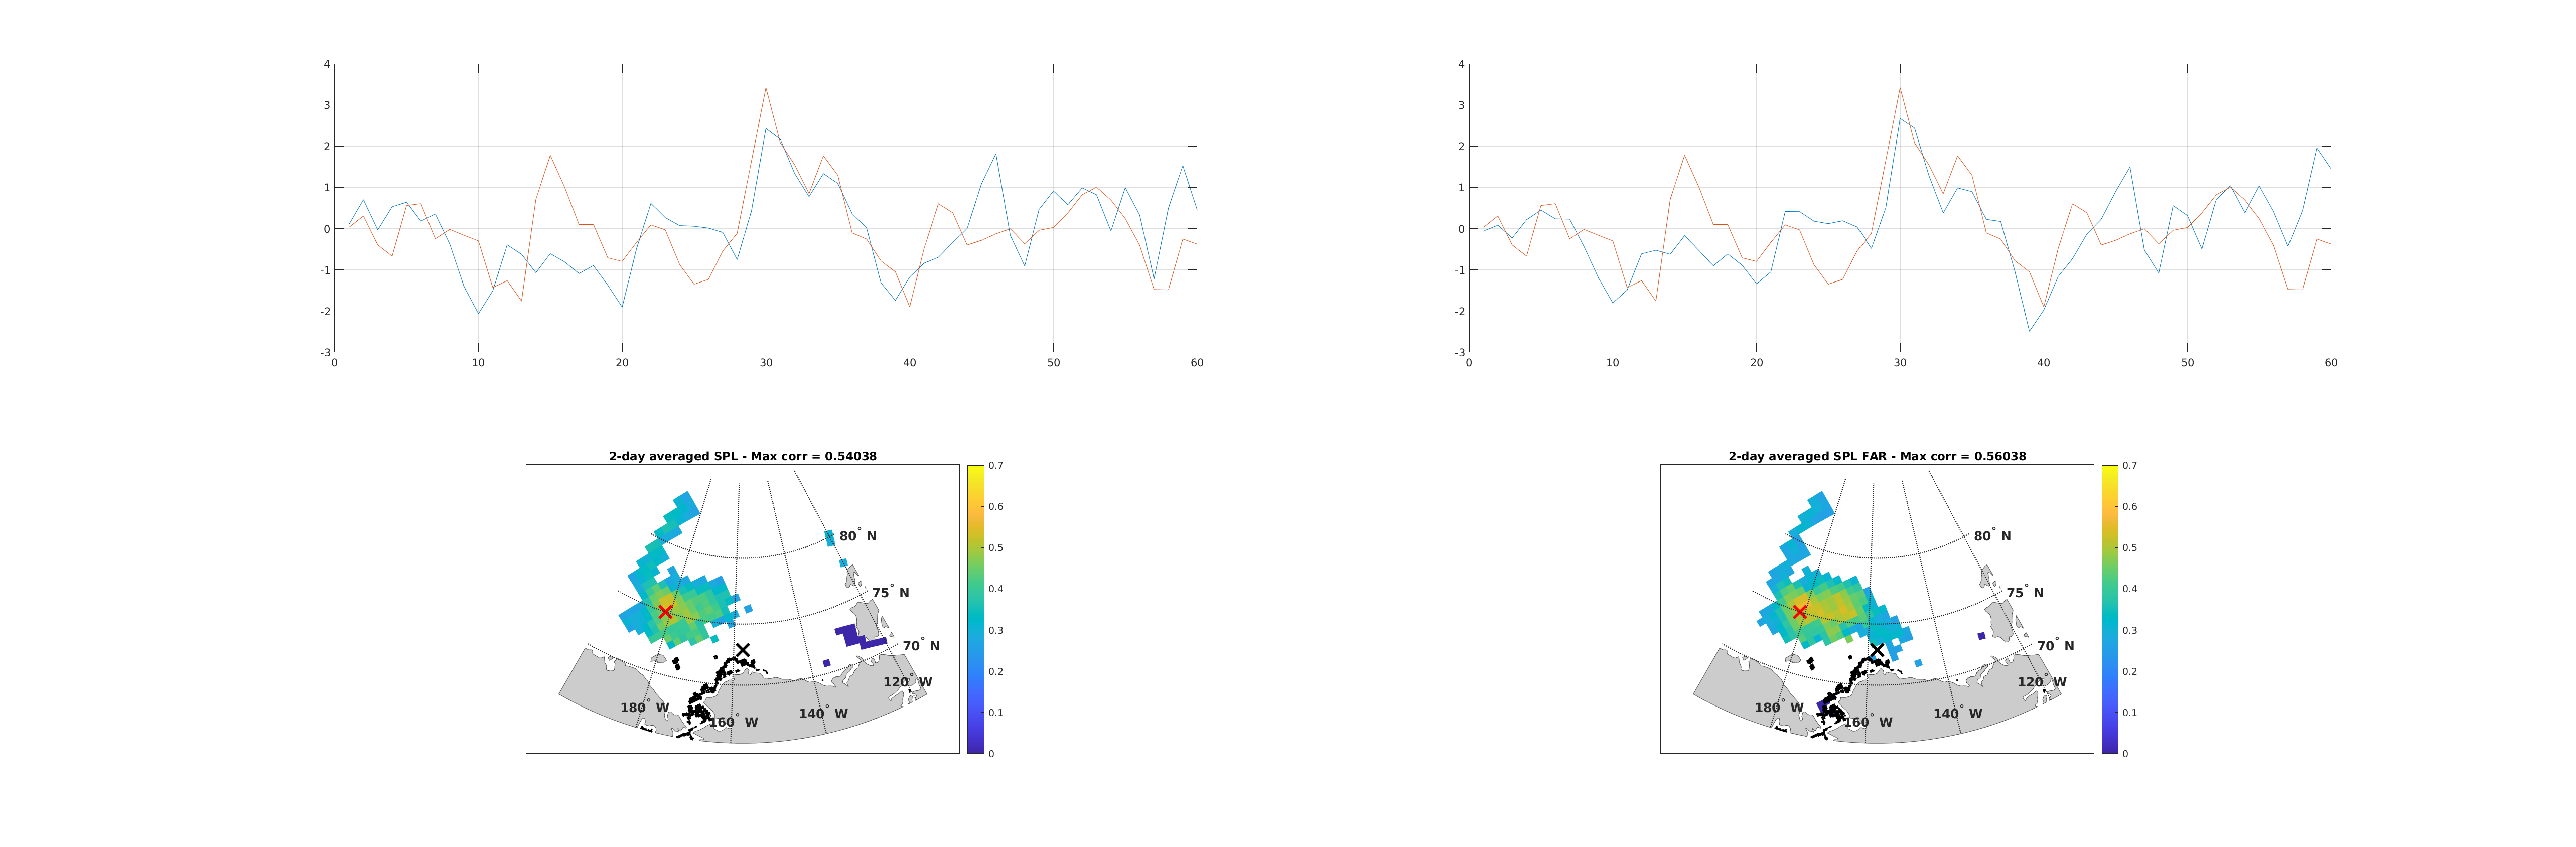 4
3
2
1
0
-1
-2
-3
0 10 20 30 40 50 60
4
3
2
1
0
-1
-2
-3
0 10 20 30 40 50 60
2-day averaged SPL - Max corr = 0.54038
80° N
75° N
70° N
120° W
140° W
160° W
180° W
0.7
0.6
0.5
0.4
0.3
0.2
0.1
0
2-day averaged SPL FAR - Max corr = 0.56038
80° N
75° N
70° N
120° W
140° W
160° W
180° W
0.7
0.6
0.5
0.4
0.3
0.2
0.1
0